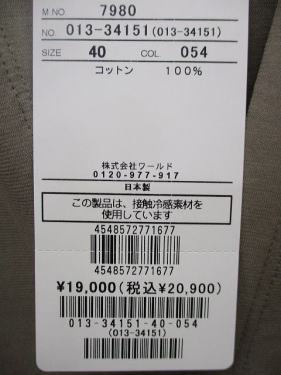 M NO 7980
NO. 013-34151(013-34151)
SIZE 40 COL 054
コットン 100%
株式会社ワールド
0120-977-917
日本製
この製品は、接触冷感素材を
使用しています
4548572771677
4548572771677
¥19,000(税込¥20,900)
013-34151-40-054
(013-34151)